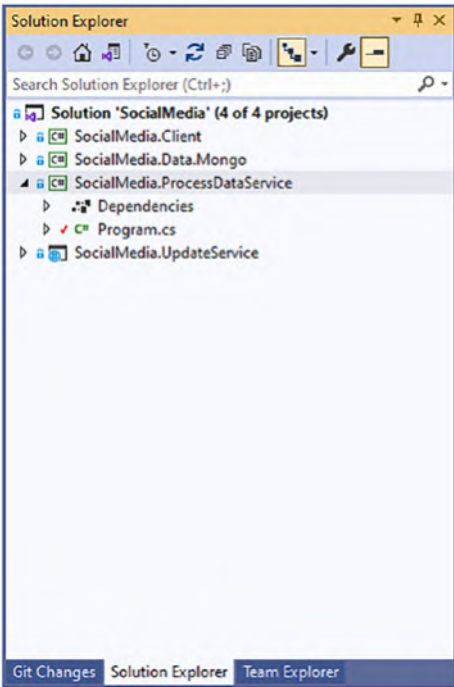 Solution Explorer
Search Solution Explorer (Ctrl+;)
Solution 'SocialMedia' (4 of 4 projects)
C# SocialMedia.Client
C# SocialMedia.Data.Mongo
C# SocialMedia.ProcessDataService
Dependencies
C# Program.cs
SocialMedia.UpdateService
Git Changes Solution Explorer Team Explorer